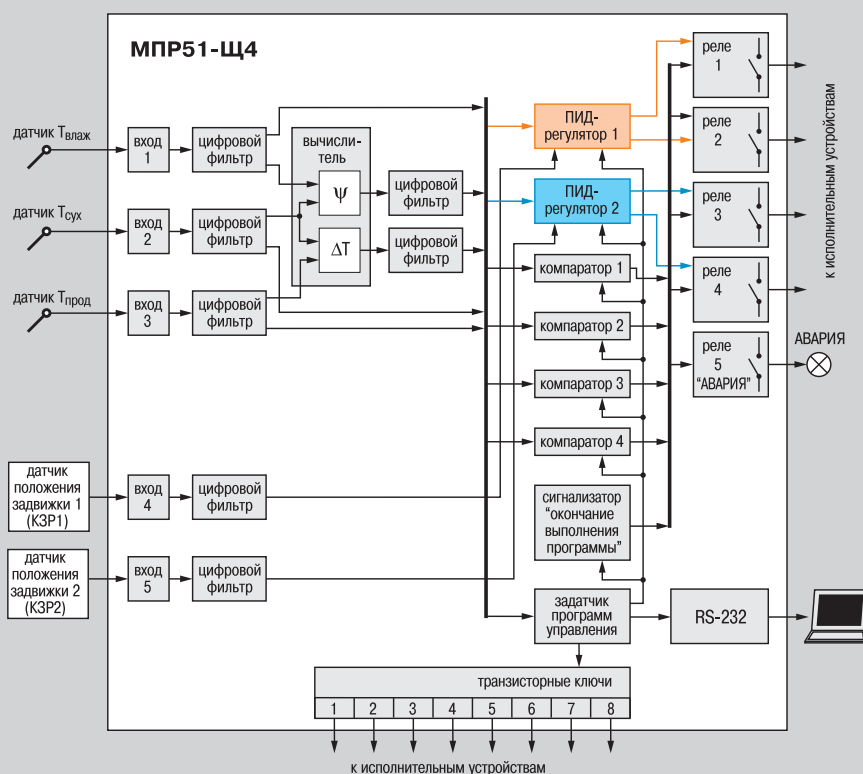 МПР51-Щ4
датчик Tвлаж
вход
1
цифровой
фильтр
датчик Tсух
вход
2
цифровой
фильтр
датчик Tпрод
вход
3
цифровой
фильтр
вычисли-
тель
ψ
ΔT
цифровой
фильтр
цифровой
фильтр
датчик
положения
задвижки 1
(КЗР1)
вход
4
цифровой
фильтр
датчик
положения
задвижки 2
(КЗР2)
вход
5
цифровой
фильтр
ПИД-
регулятор 1
ПИД-
регулятор 2
компаратор 1
компаратор 2
компаратор 3
компаратор 4
сигнализатор
“окончание
выполнения
программы”
задатчик
программ
управления
RS-232
реле
1
реле
2
реле
3
реле
4
реле
5
“АВАРИЯ”
к исполнительным устройствам
АВАРИЯ
транзисторные ключи
1 2 3 4 5 6 7 8
к исполнительным устройствам